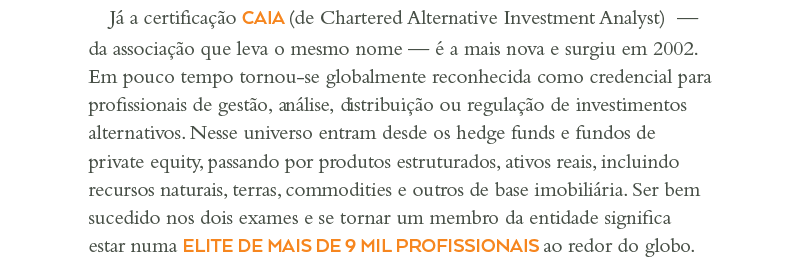 Já a certificação CAIA (de Chartered Alternative Investment Analyst) —
da associação que leva o mesmo nome — é a mais nova e surgiu em 2002.
Em pouco tempo tornou-se globalmente reconhecida como credencial para
profissionais de gestão, análise, distribuição ou regulação de investimentos
alternativos. Nesse universo entram desde os hedge funds e fundos de
private equity, passando por produtos estruturados, ativos reais, incluindo
recursos naturais, terras, commodities e outros de base imobiliária. Ser bem
sucedido nos dois exames e se tornar um membro da entidade significa
estar numa ELITE DE MAIS DE 9 MIL PROFISSIONAIS ao redor do globo.